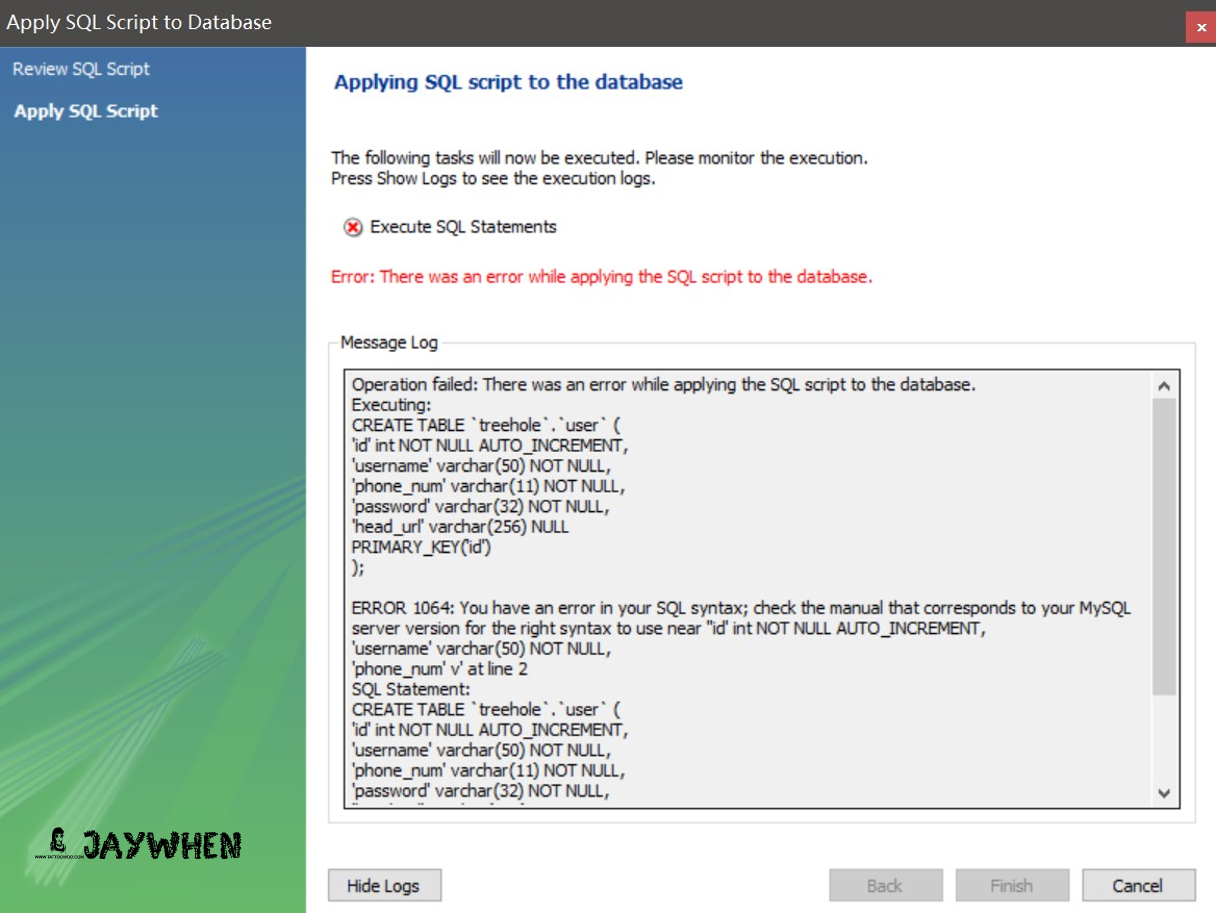 Apply SQL Script to Database
Review SQL Script
Apply SQL Script
Applying SQL script to the database
The following tasks will now be executed. Please monitor the execution.
Press Show Logs to see the execution logs.
Execute SQL Statements
Error: There was an error while applying the SQL script to the database.
Message Log
Operation failed: There was an error while applying the SQL script to the database.
Executing:
CREATE TABLE `treehole`.`user` (
'id' int NOT NULL AUTO_INCREMENT,
'username' varchar(50) NOT NULL,
'phone_num' varchar(11) NOT NULL,
'password' varchar(32) NOT NULL,
'head_url' varchar(256) NULL
PRIMARY_KEY('id')
);
ERROR 1064: You have an error in your SQL syntax; check the manual that corresponds to your MySQL
server version for the right syntax to use near ''id' int NOT NULL AUTO_INCREMENT,
'username' varchar(50) NOT NULL,
'phone_num' v' at line 2
SQL Statement:
CREATE TABLE `treehole`.`user` (
'id' int NOT NULL AUTO_INCREMENT,
'username' varchar(50) NOT NULL,
'phone_num' varchar(11) NOT NULL,
'password' varchar(32) NOT NULL,
JAYWHEN
Hide Logs
Back
Finish
Cancel